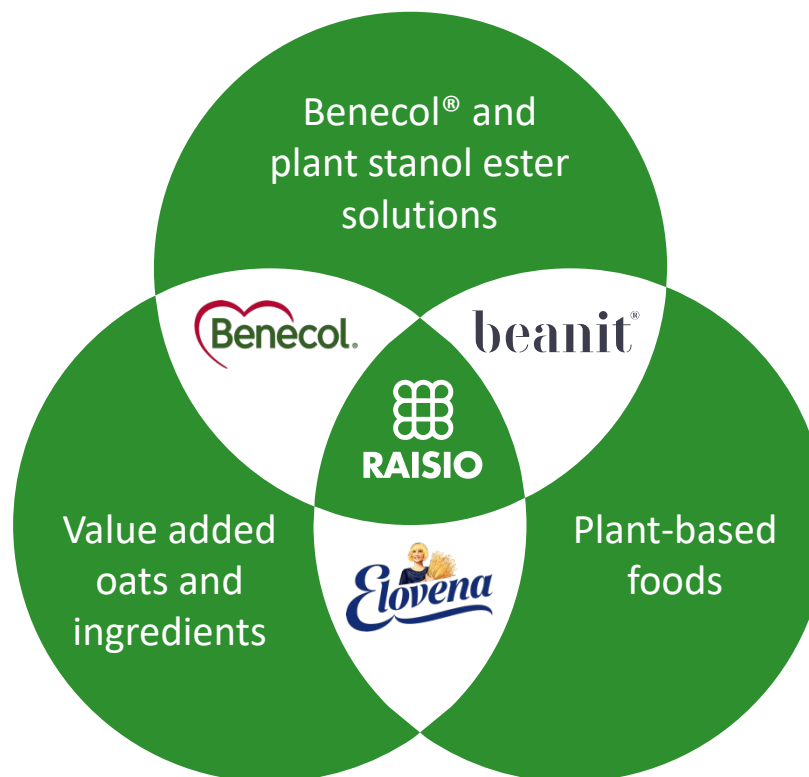 Benecol® and
plant stanol ester
solutions
Benecol.
beanit®
RAISIO
Value added
oats and
ingredients
Elovena
Plant-based
foods